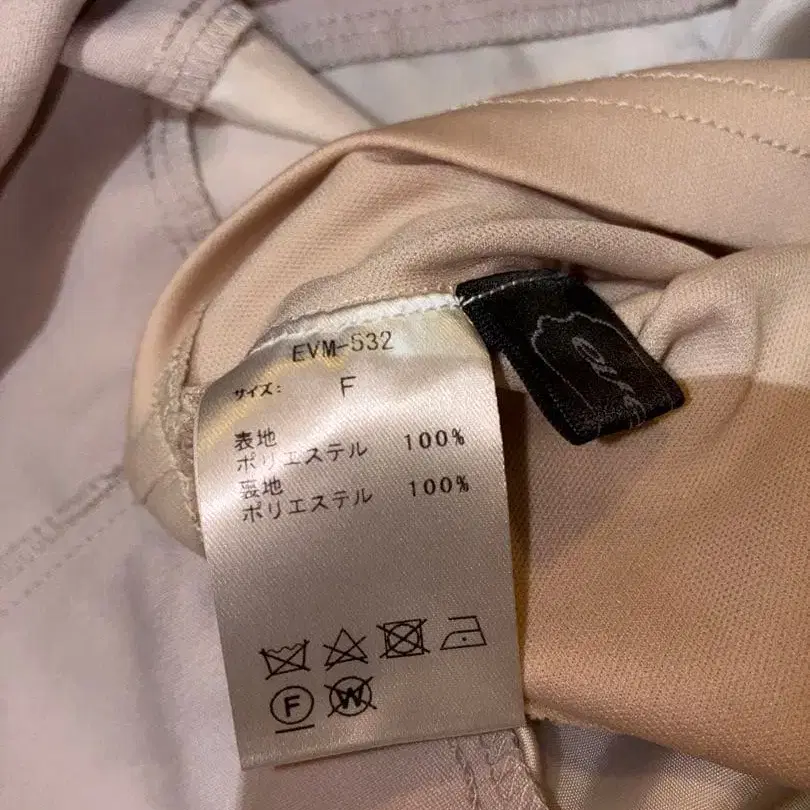 EVM-532
サイズ: F
表地
ポリエステル 100%
裏地
ポリエステル 100%
F
W